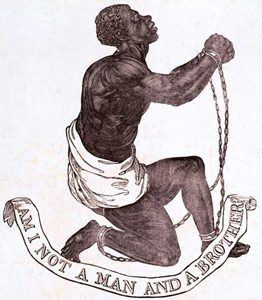 AM I NOT A MAN AND A BROTHER?